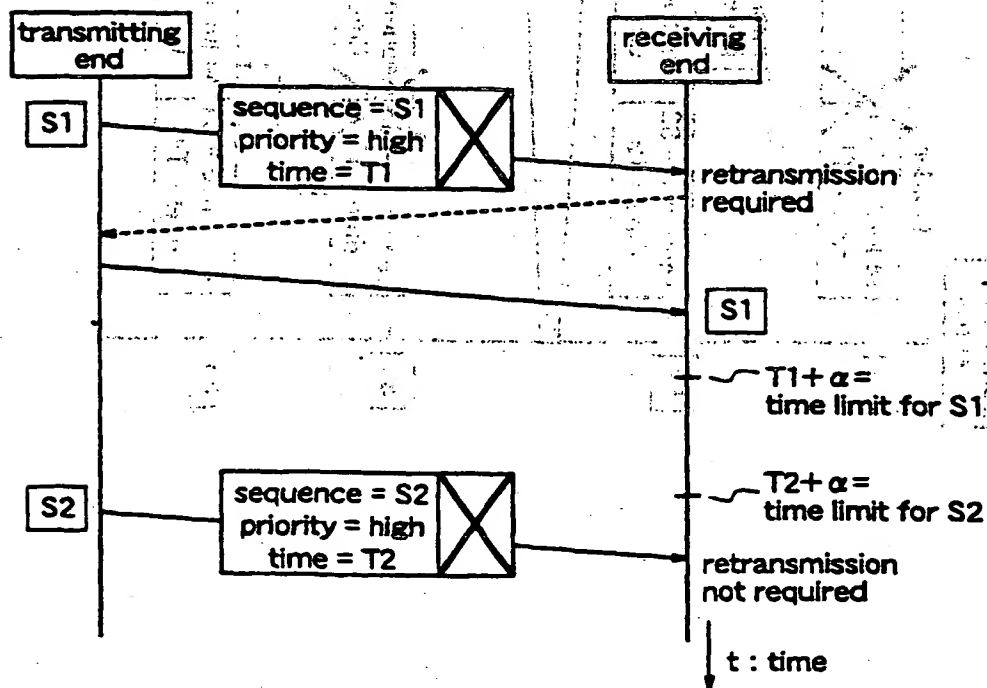 transmitting
end
receiving
end
S1
sequence = S1
priority = high
time = T1
retransmission
required
S1
T1+ α =
time limit for S1
T2+ α =
time limit for S2
S2
sequence = S2
priority = high
time = T2
retransmission
not required
t : time